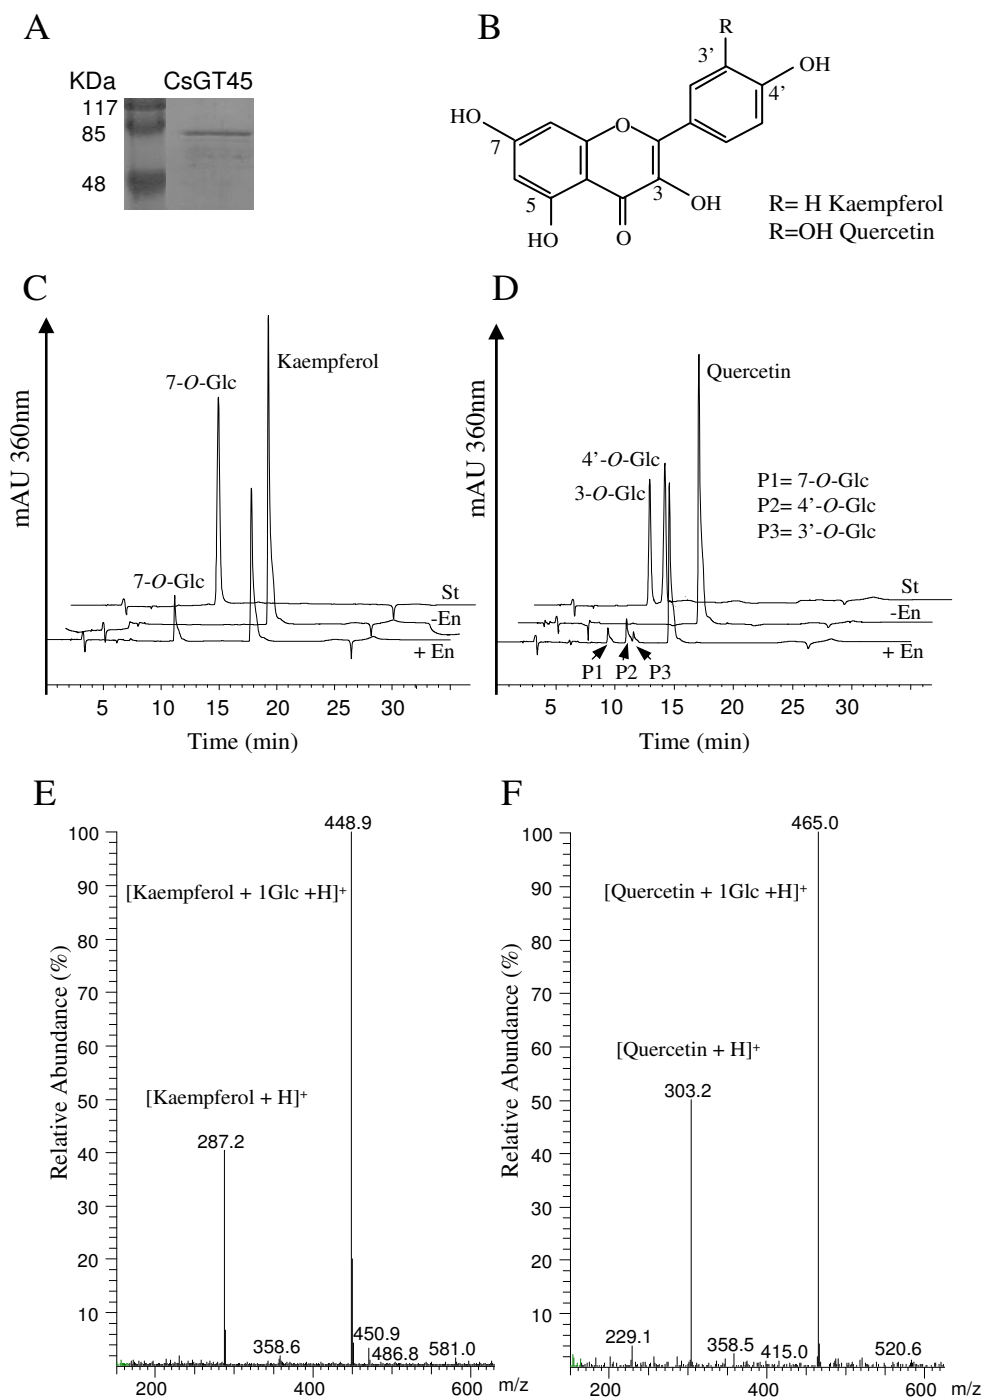 A
KDa CsGT45
117
85
48
B
R
3’
OH
4’
HO
7
O
3
OH
5
HO
O
R= H Kaempferol
R=OH Quercetin
C
mAU 360nm
Kaempferol
7-O-Glc
7-O-Glc
St
-En
+ En
5 10 15 20 25 30
Time (min)
D
mAU 360nm
Quercetin
4’-O-Glc
3-O-Glc
P1= 7-O-Glc
P2= 4’-O-Glc
P3= 3’-O-Glc
St
-En
+ En
P1 P2 P3
5 10 15 20 25 30
Time (min)
E
Relative Abundance (%)
100
90
80
70
60
50
40
30
20
10
448.9
[Kaempferol + 1Glc +H]+
[Kaempferol + H]+
287.2
358.6
450.9
486.8
581.0
200 400 600 m/z
F
Relative Abundance (%)
100
90
80
70
60
50
40
30
20
10
465.0
[Quercetin + 1Glc +H]+
[Quercetin + H]+
303.2
229.1
358.5
415.0
520.6
200 400 600 m/z